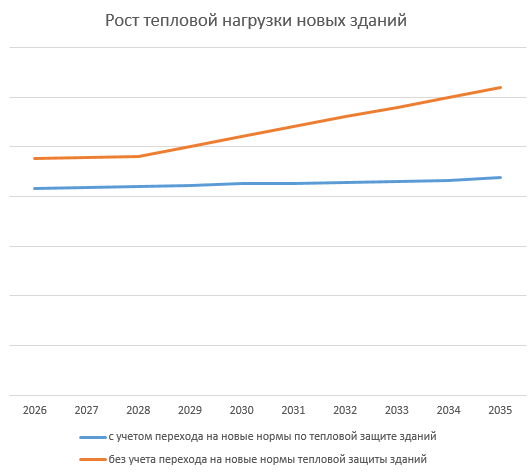 Рост тепловой нагрузки новых зданий
2026 2027 2028 2029 2030 2031 2032 2033 2034 2035
с учетом перехода на новые нормы по тепловой защите зданий
без учета перехода на новые нормы тепловой защиты зданий